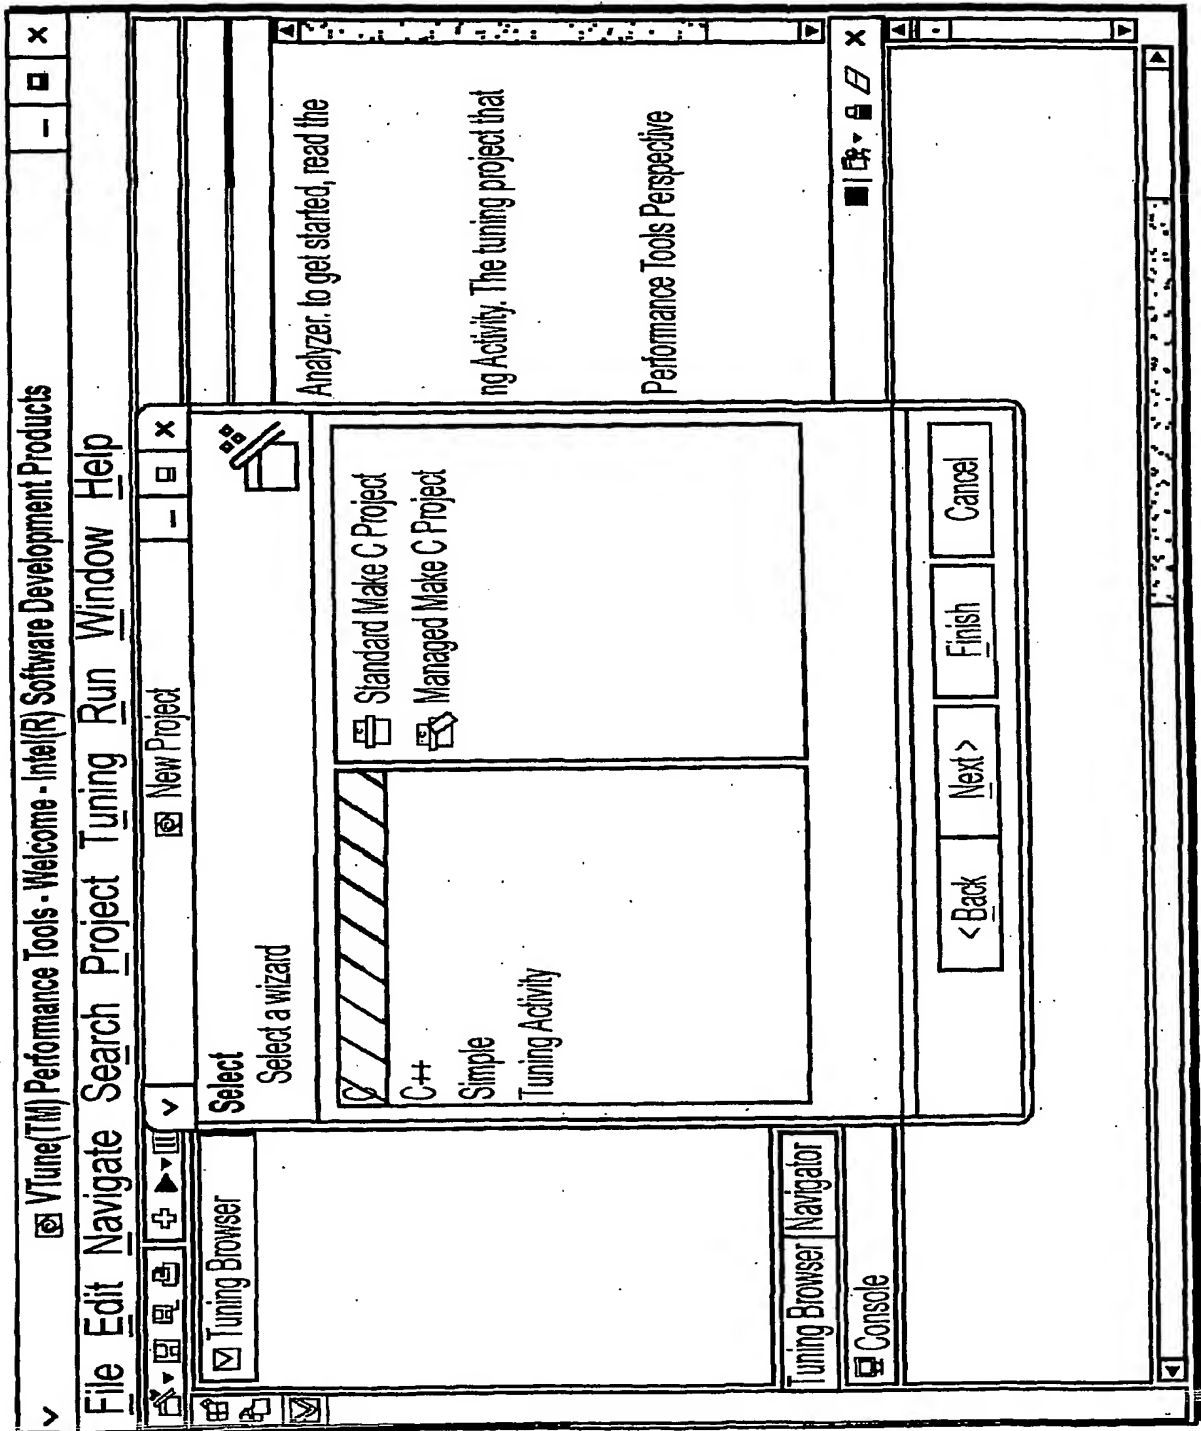 VTune(TM) Performance Tools - Welcome - Intel(R) Software Development Products
File Edit Navigate Search Project Tuning Run Window Help
New Project
Tuning Browser
Select
Select a wizard
C
C++
Simple
Tuning Activity
Standard Make C Project
Managed Make C Project
Analyzer. to get started, read the
ng Activity. The tuning project that
Performance Tools Perspective
Tuning Browser Navigator
Console
< Back Next > Finish Cancel